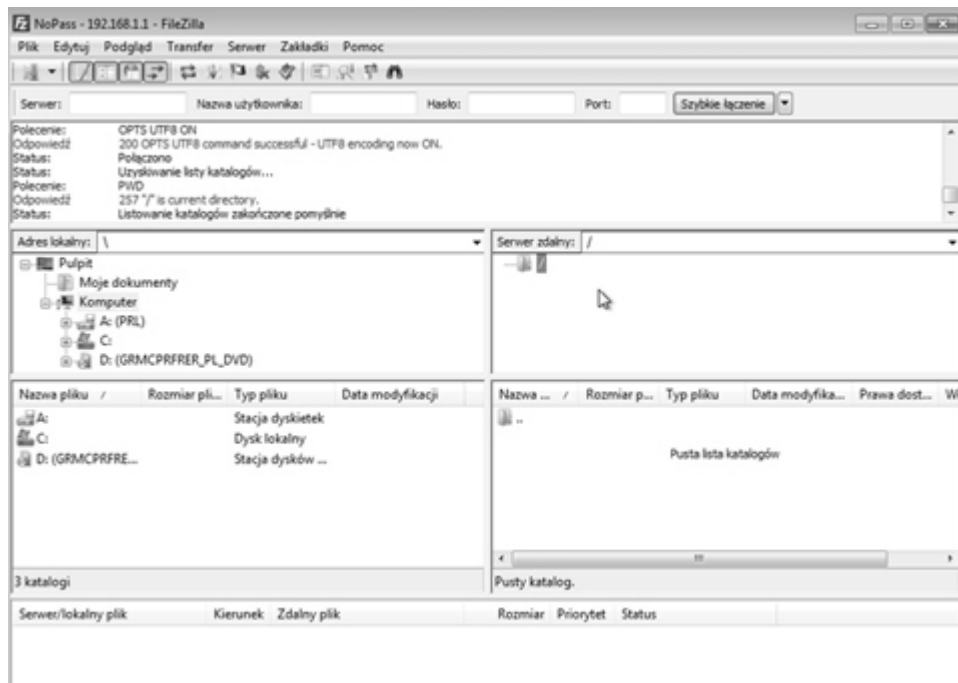 NoPass - 192.168.1.1 - FileZilla
Plik Edytuj Podgląd Transfer Serwer Zakładki Pomoc
Serwer: Nazwa użytkownika: Hasło: Port: Szybkie łączenie
Polecenie: OPTS UTF8 ON
Odpowiedź 200 OPTS UTF8 command successful - UTF8 encoding now ON.
Status: Połączono
Status: Uzyskiwanie listy katalogów...
Polecenie: PWD
Odpowiedź 257 "/" is current directory.
Status: Listowanie katalogów zakończone pomyślnie
Adres lokalny: \
Serwer zdalny: /
Pulpit
Moje dokumenty
Komputer
A: (PRL)
C:
D: (GRMCPRFRER_PL_DVD)
/
Nazwa pliku / Rozmiar pli... Typ pliku Data modyfikacji
A: Stacja dyskietek
C: Dysk lokalny
D: (GRMCPRFRE... Stacja dysków ...
3 katalogi
Nazwa ... / Rozmiar p... Typ pliku Data modyfika... Prawa dost... Wł
..
Pusta lista katalogów
Pusty katalog.
Serwer/lokalny plik Kierunek Zdalny plik Rozmiar Priorytet Status